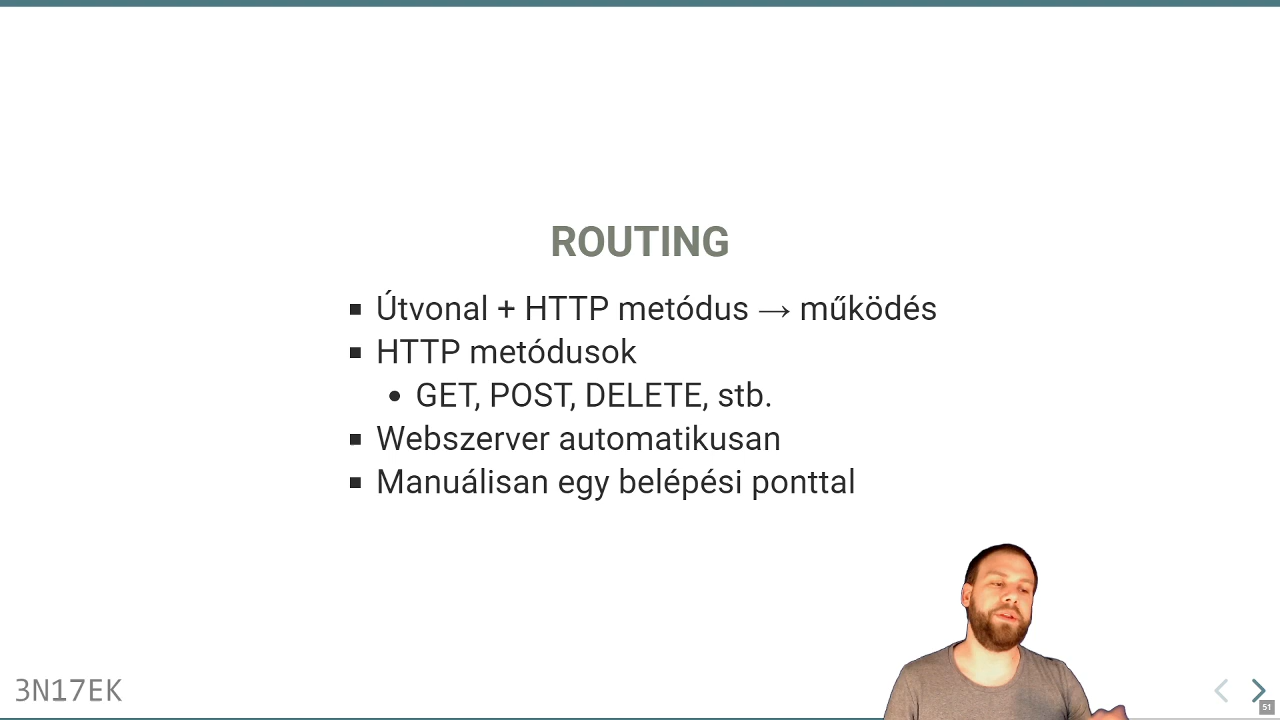 ROUTING
Útvonal + HTTP metódus → működés
HTTP metódusok
GET, POST, DELETE, stb.
Webszerver automatikusan
Manuálisan egy belépési ponttal
3N17EK
51